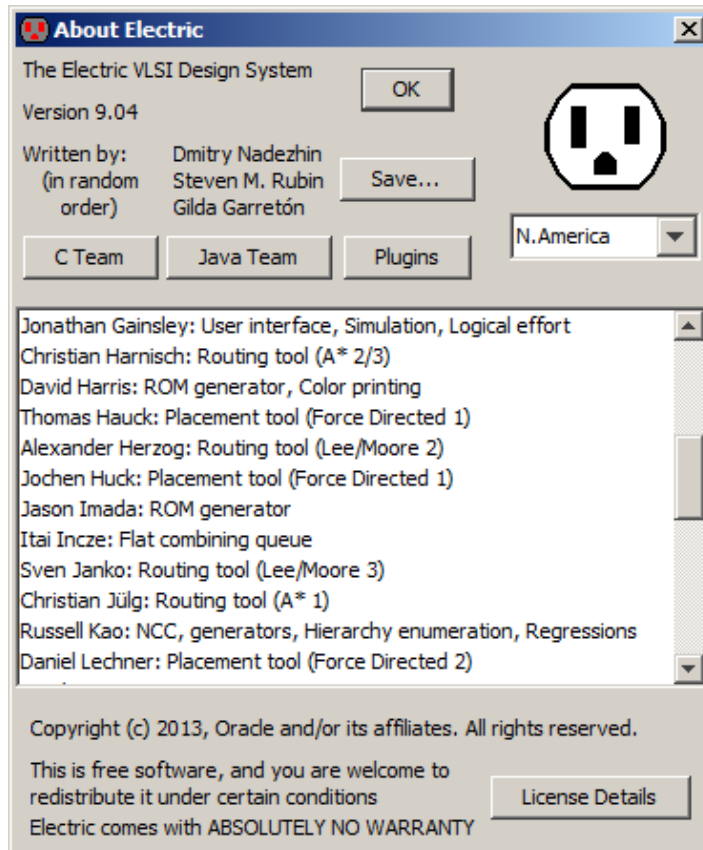 About Electric
The Electric VLSI Design System
OK
Version 9.04
Written by:
(in random
order)
Dmitry Nadezhin
Steven M. Rubin
Gilda Garretón
Save...
N.America
C Team
Java Team
Plugins
Jonathan Gainsley: User interface, Simulation, Logical effort
Christian Harnisch: Routing tool (A* 2/3)
David Harris: ROM generator, Color printing
Thomas Hauck: Placement tool (Force Directed 1)
Alexander Herzog: Routing tool (Lee/Moore 2)
Jochen Huck: Placement tool (Force Directed 1)
Jason Imada: ROM generator
Itai Incze: Flat combining queue
Sven Janko: Routing tool (Lee/Moore 3)
Christian Jülg: Routing tool (A* 1)
Russell Kao: NCC, generators, Hierarchy enumeration, Regressions
Daniel Lechner: Placement tool (Force Directed 2)
Copyright (c) 2013, Oracle and/or its affiliates. All rights reserved.
This is free software, and you are welcome to
redistribute it under certain conditions
Electric comes with ABSOLUTELY NO WARRANTY
License Details